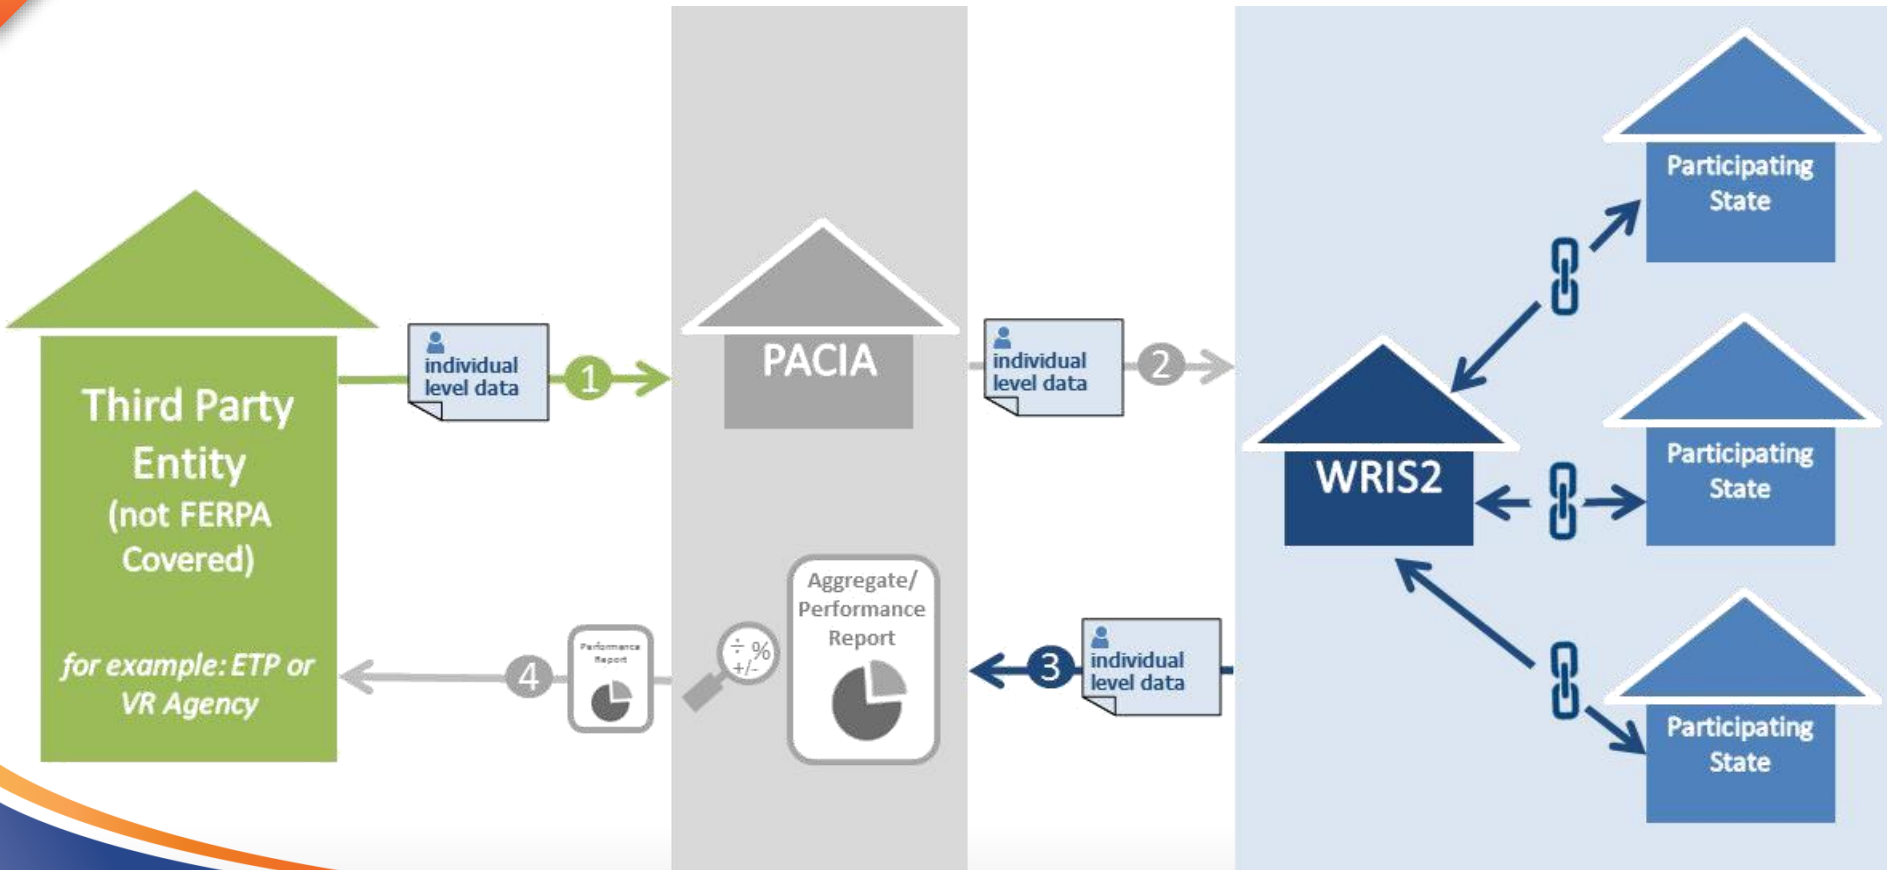 Third Party
Entity
(not FERPA
Covered)
for example: ETP or
VR Agency
individual
level data
1
PACIA
individual
level data
2
WRIS2
Participating
State
Participating
State
Participating
State
individual
level data
3
Aggregate/
Performance
Report
÷ %
+/-
Performance
Report
4